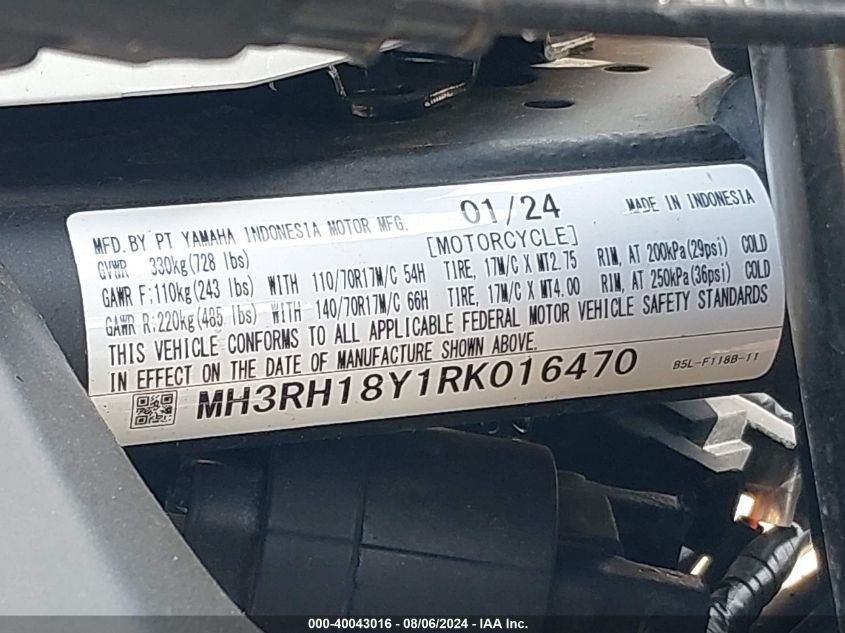 MFD. BY PT YAMAHA INDONESIA MOTOR MFG. 01/24 MADE IN INDONESIA
GVWR 330kg(728 lbs) [MOTORCYCLE]
GAWR F:110kg(243 lbs) WITH 110/70R17M/C 54H TIRE, 17M/C X MT2.75 RIM, AT 200kPa(29psi) COLD
GAWR R:220kg(485 lbs) WITH 140/70R17M/C 66H TIRE, 17M/C X MT4.00 RIM, AT 250kPa(36psi) COLD
THIS VEHICLE CONFORMS TO ALL APPLICABLE FEDERAL MOTOR VEHICLE SAFETY STANDARDS
IN EFFECT ON THE DATE OF MANUFACTURE SHOWN ABOVE.
MH3RH18Y1RK016470 B5L-F118B-11
000-40043016 - 08/06/2024 - IAA Inc.